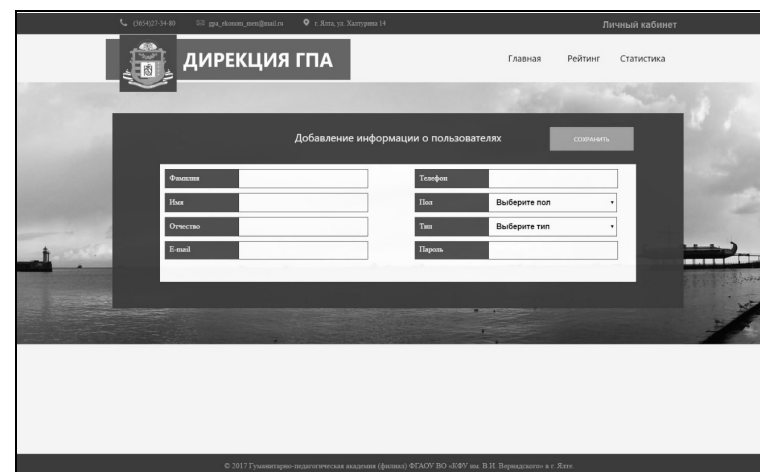 (3654)27-34-80 gpa_ekonom_men@mail.ru г. Ялта, ул. Халтурина 14 Личный кабинет
ДИРЕКЦИЯ ГПА Главная Рейтинг Статистика
Добавление информации о пользователях СОХРАНИТЬ
Фамилия Телефон
Имя Пол Выберите пол
Отчество Тип Выберите тип
E-mail Пароль
© 2017 Гуманитарно-педагогическая академия (филиал) ФГАОУ ВО «КФУ им. В.И. Вернадского» в г. Ялте